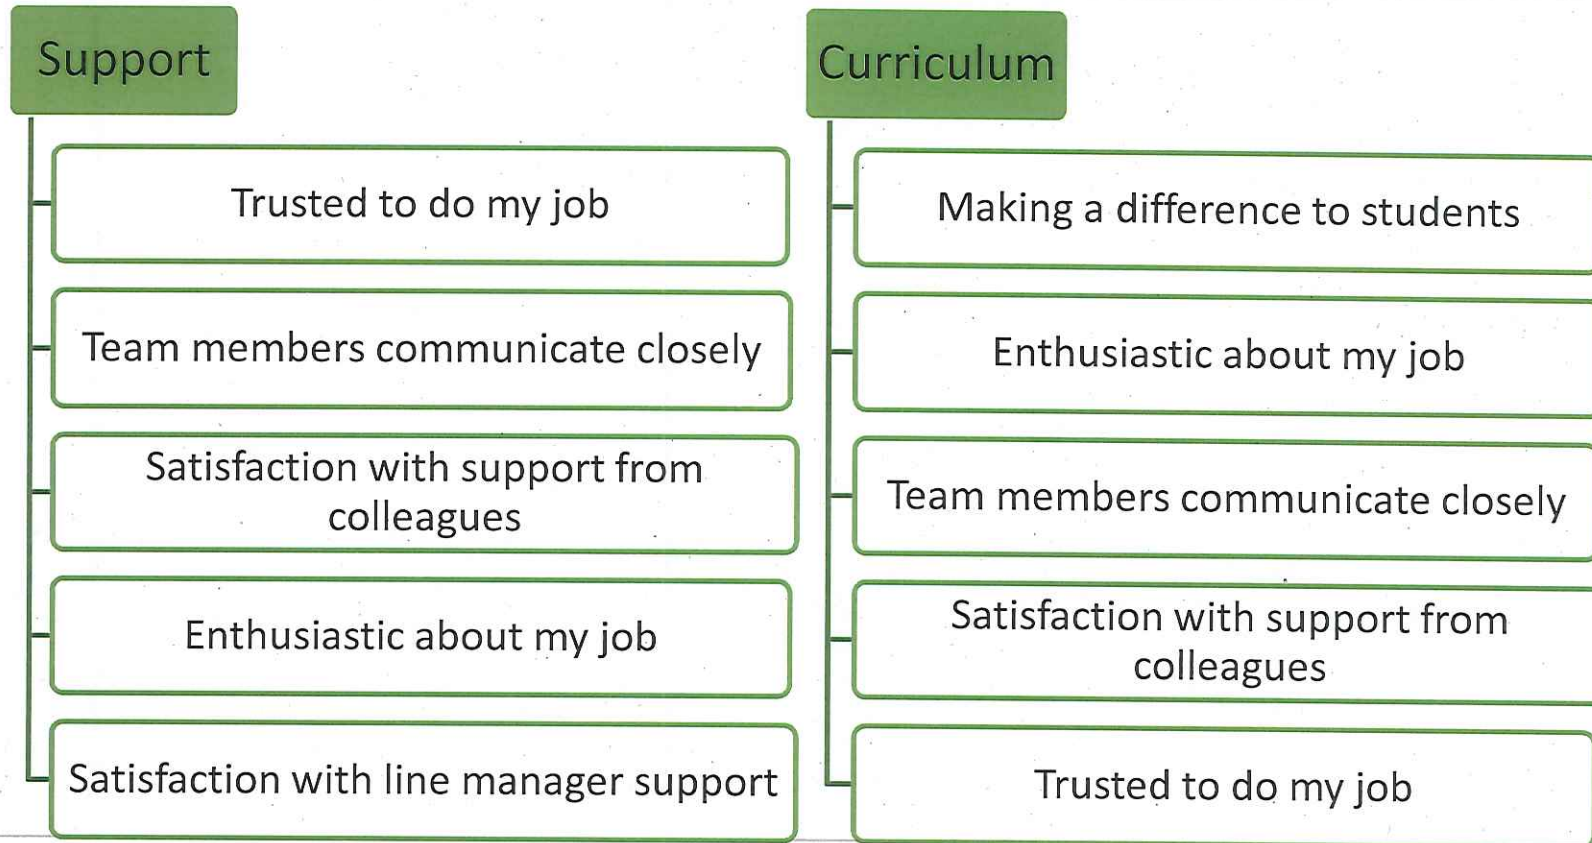 Support
Trusted to do my job
Team members communicate closely
Satisfaction with support from
colleagues
Enthusiastic about my job
Satisfaction with line manager support
Curriculum
Making a difference to students
Enthusiastic about my job
Team members communicate closely
Satisfaction with support from
colleagues
Trusted to do my job